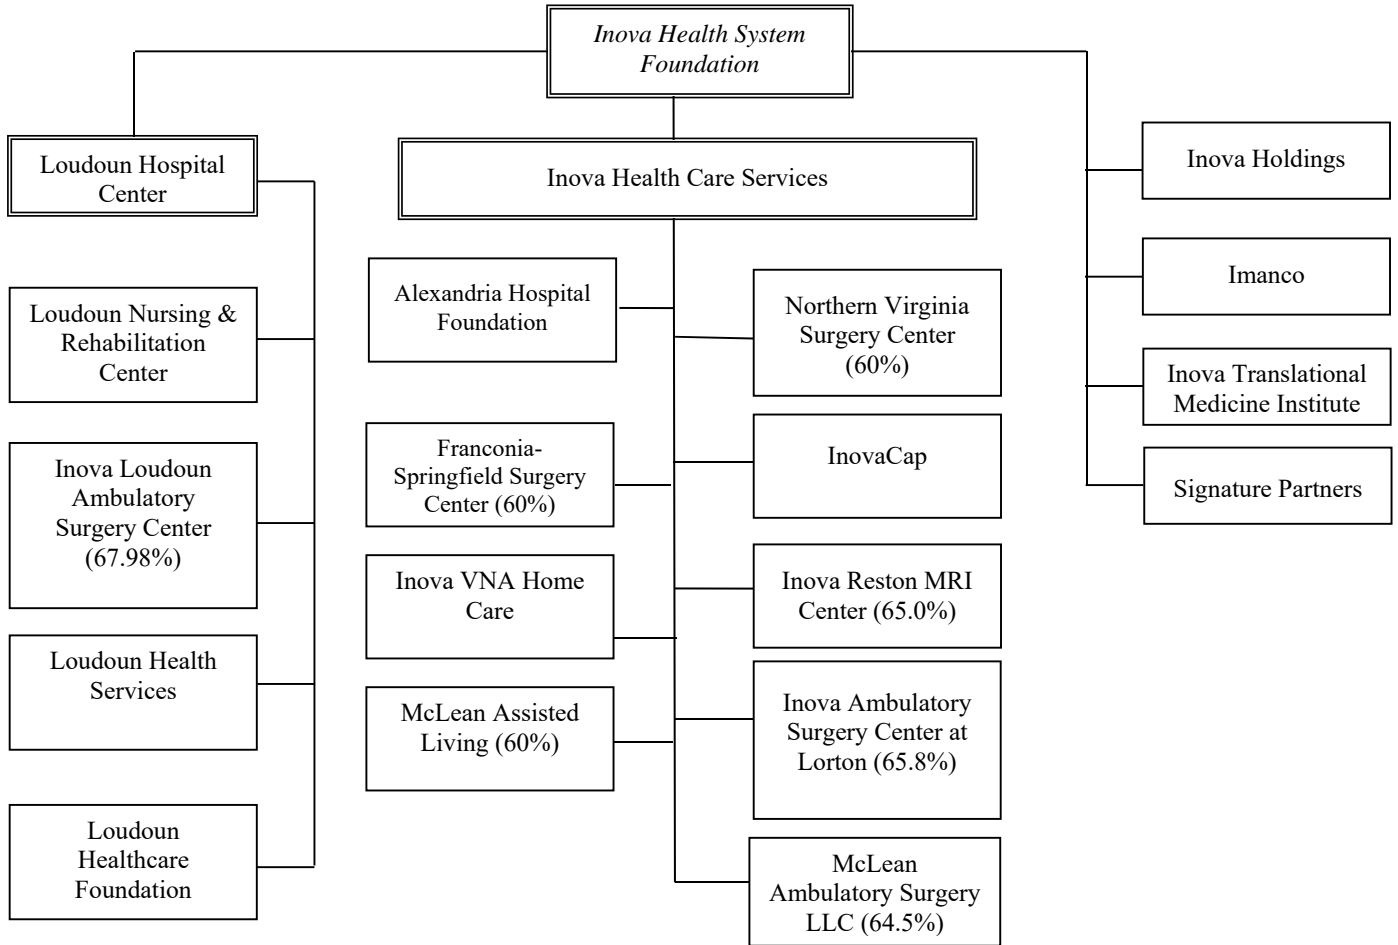 Inova Health System
Foundation
Loudoun Hospital
Center
Inova Health Care Services
Inova Holdings
Imanco
Inova Translational
Medicine Institute
Signature Partners
Loudoun Nursing &
Rehabilitation
Center
Inova Loudoun
Ambulatory
Surgery Center
(67.98%)
Loudoun Health
Services
Loudoun
Healthcare
Foundation
Alexandria Hospital
Foundation
Franconia-
Springfield Surgery
Center (60%)
Inova VNA Home
Care
McLean Assisted
Living (60%)
Northern Virginia
Surgery Center
(60%)
InovaCap
Inova Reston MRI
Center (65.0%)
Inova Ambulatory
Surgery Center at
Lorton (65.8%)
McLean
Ambulatory Surgery
LLC (64.5%)